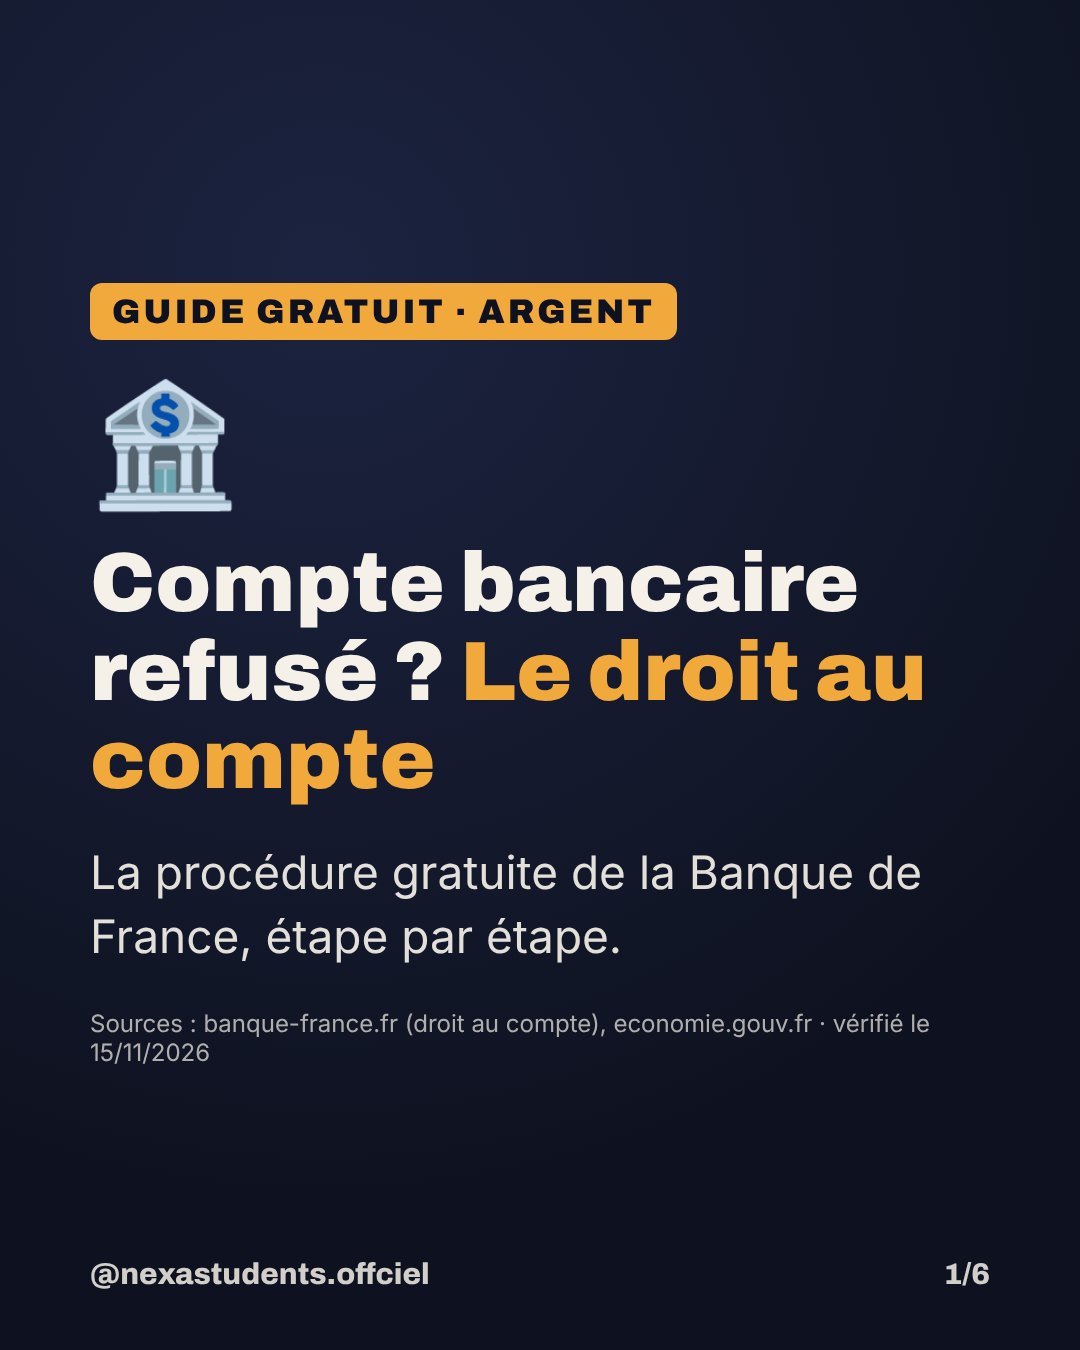 GUIDE GRATUIT · ARGENT
$
Compte bancaire
refusé ? Le droit au
compte
La procédure gratuite de la Banque de
France, étape par étape.
Sources : banque-france.fr (droit au compte), economie.gouv.fr · vérifié le
15/11/2026
@nexastudents.offciel
1/6